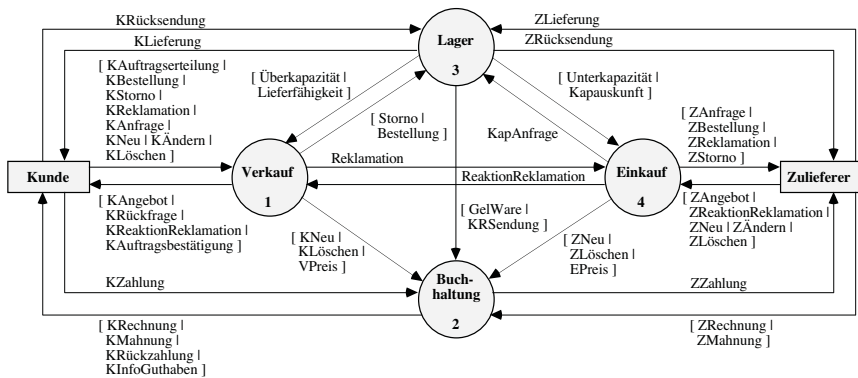 KRücksendung
KLieferung
Lager
3
ZLieferung
ZRücksendung
[ KAuftragserteilung |
KBestellung |
KStorno |
KReklamation |
KAnfrage |
KNeu | KÄndern |
KLöschen ]
[ Überkapazität |
Lieferfähigkeit ]
[ Storno |
Bestellung ]
[ Unterkapazität |
Kapauskunft ]
KapAnfrage
[ ZAnfrage |
ZBestellung |
ZReklamation |
ZStorno ]
Kunde
Verkauf
1
Reklamation
ReaktionReklamation
Einkauf
4
Zulieferer
[ KAngebot |
KRückfrage |
KReaktionReklamation |
KAuftragsbestätigung ]
[ KNeu |
KLöschen |
VPreis ]
[ GelWare |
KRSendung ]
[ ZNeu |
ZLöschen |
EPreis ]
[ ZAngebot |
ZReaktionReklamation |
ZNeu | ZÄndern |
ZLöschen ]
KZahlung
Buch-
haltung
2
ZZahlung
[ KRechnung |
KMahnung |
KRückzahlung |
KInfoGuthaben ]
[ ZRechnung |
ZMahnung ]